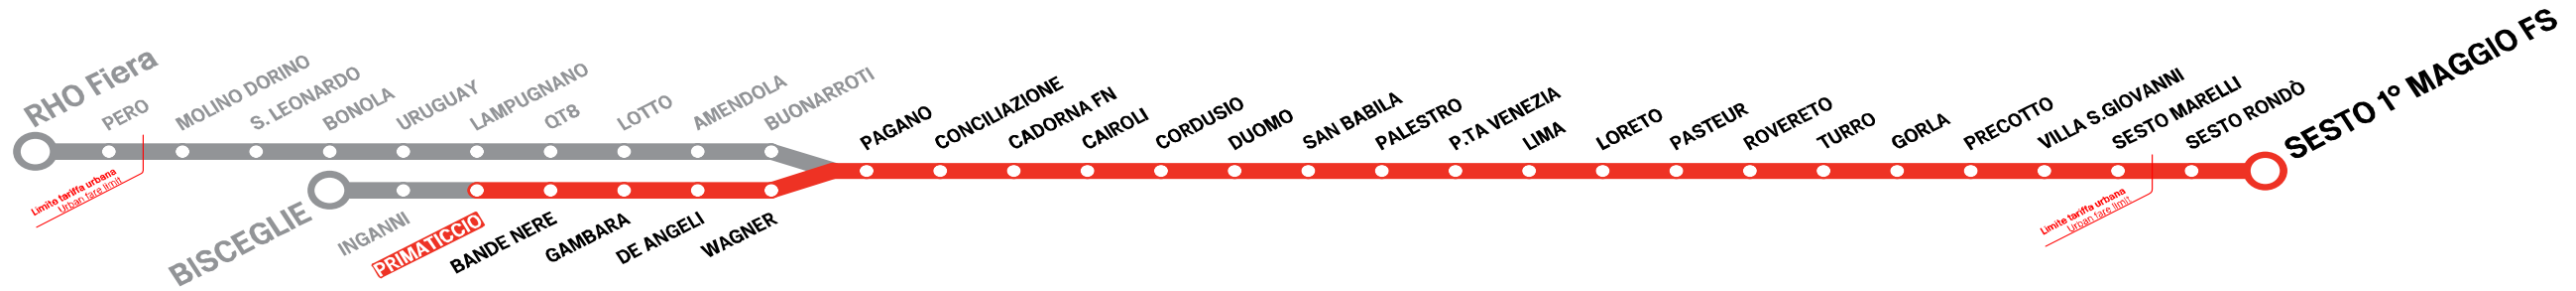 RHO Fiera
PERO
MOLINO DORINO
S. LEONARDO
BONOLA
URUGUAY
LAMPUGNANO
QT8
LOTTO
AMENDOLA
BUONARROTI
PAGANO
CONCILIAZIONE
CADORNA FN
CAIROLI
CORDUSIO
DUOMO
SAN BABILA
PALESTRO
P.TA VENEZIA
LIMA
LORETO
PASTEUR
ROVERETO
TURRO
GORLA
PRECOTTO
VILLA S.GIOVANNI
SESTO MARELLI
SESTO RONDÒ
SESTO 1° MAGGIO FS
Limite tariffa urbana
Urban fare limit
BISCEGLIE
INGANNI
PRIMATICCIO
BANDE NERE
GAMBARA
DE ANGELI
WAGNER
Limite tariffa urbana
Urban fare limit